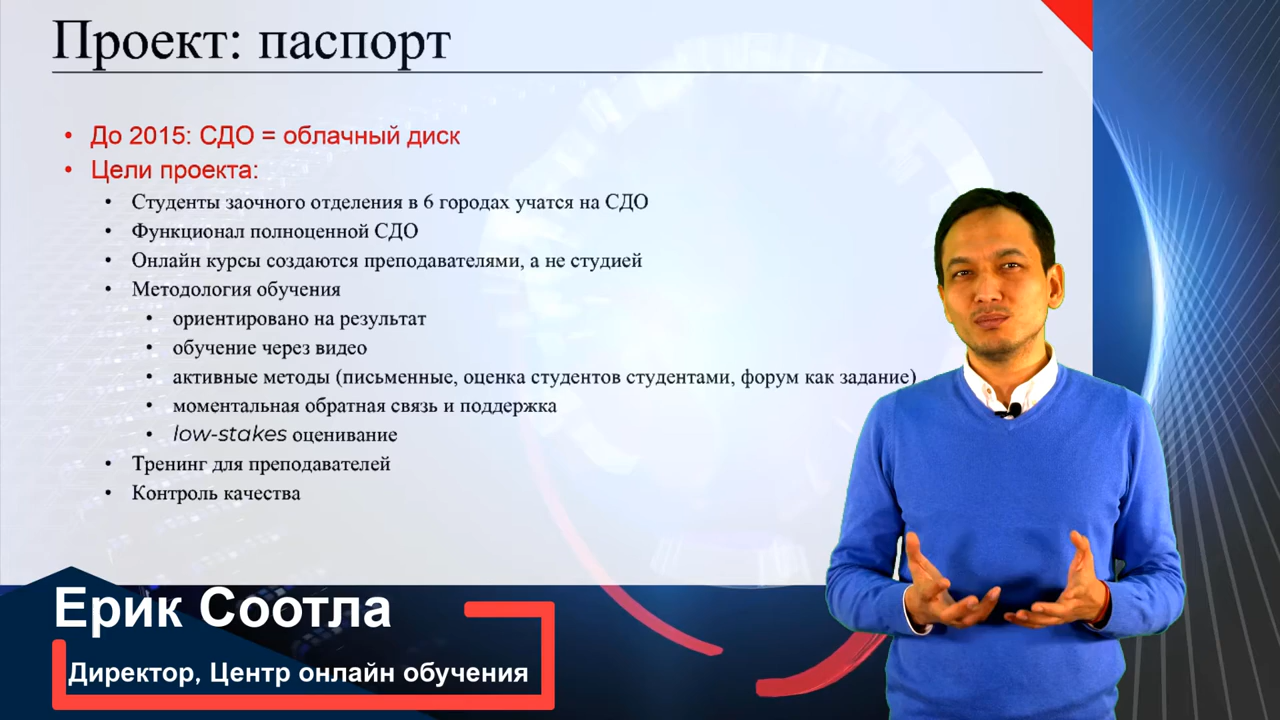 Проект: паспорт
• До 2015: СДО = облачный диск
• Цели проекта:
• Студенты заочного отделения в 6 городах учатся на СДО
• Функционал полноценной СДО
• Онлайн курсы создаются преподавателями, а не студией
• Методология обучения
• ориентировано на результат
• обучение через видео
• активные методы (письменные, оценка студентов студентами, форум как задание)
• моментальная обратная связь и поддержка
• low-stakes оценивание
• Тренинг для преподавателей
• Контроль качества
Ерик Соотла
Директор, Центр онлайн обучения